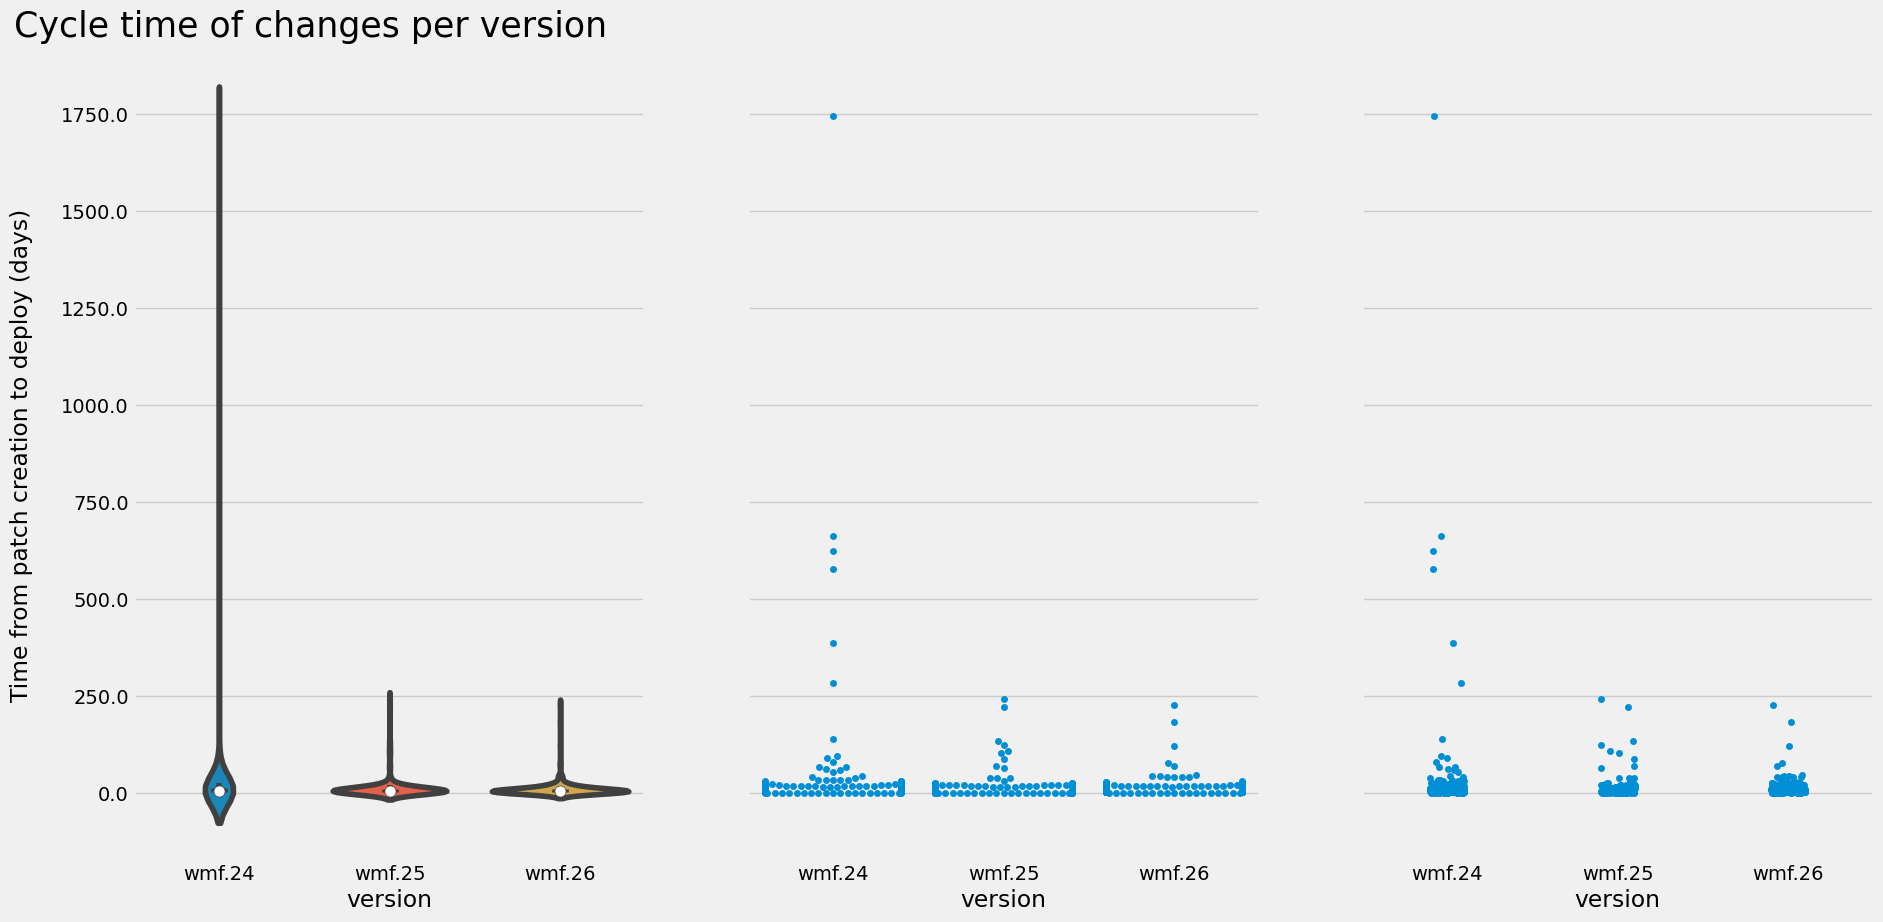 Cycle time of changes per version
Time from patch creation to deploy (days)
1750.0
1500.0
1250.0
1000.0
750.0
500.0
250.0
0.0
wmf.24 wmf.25 wmf.26
version
wmf.24 wmf.25 wmf.26
version
wmf.24 wmf.25 wmf.26
version